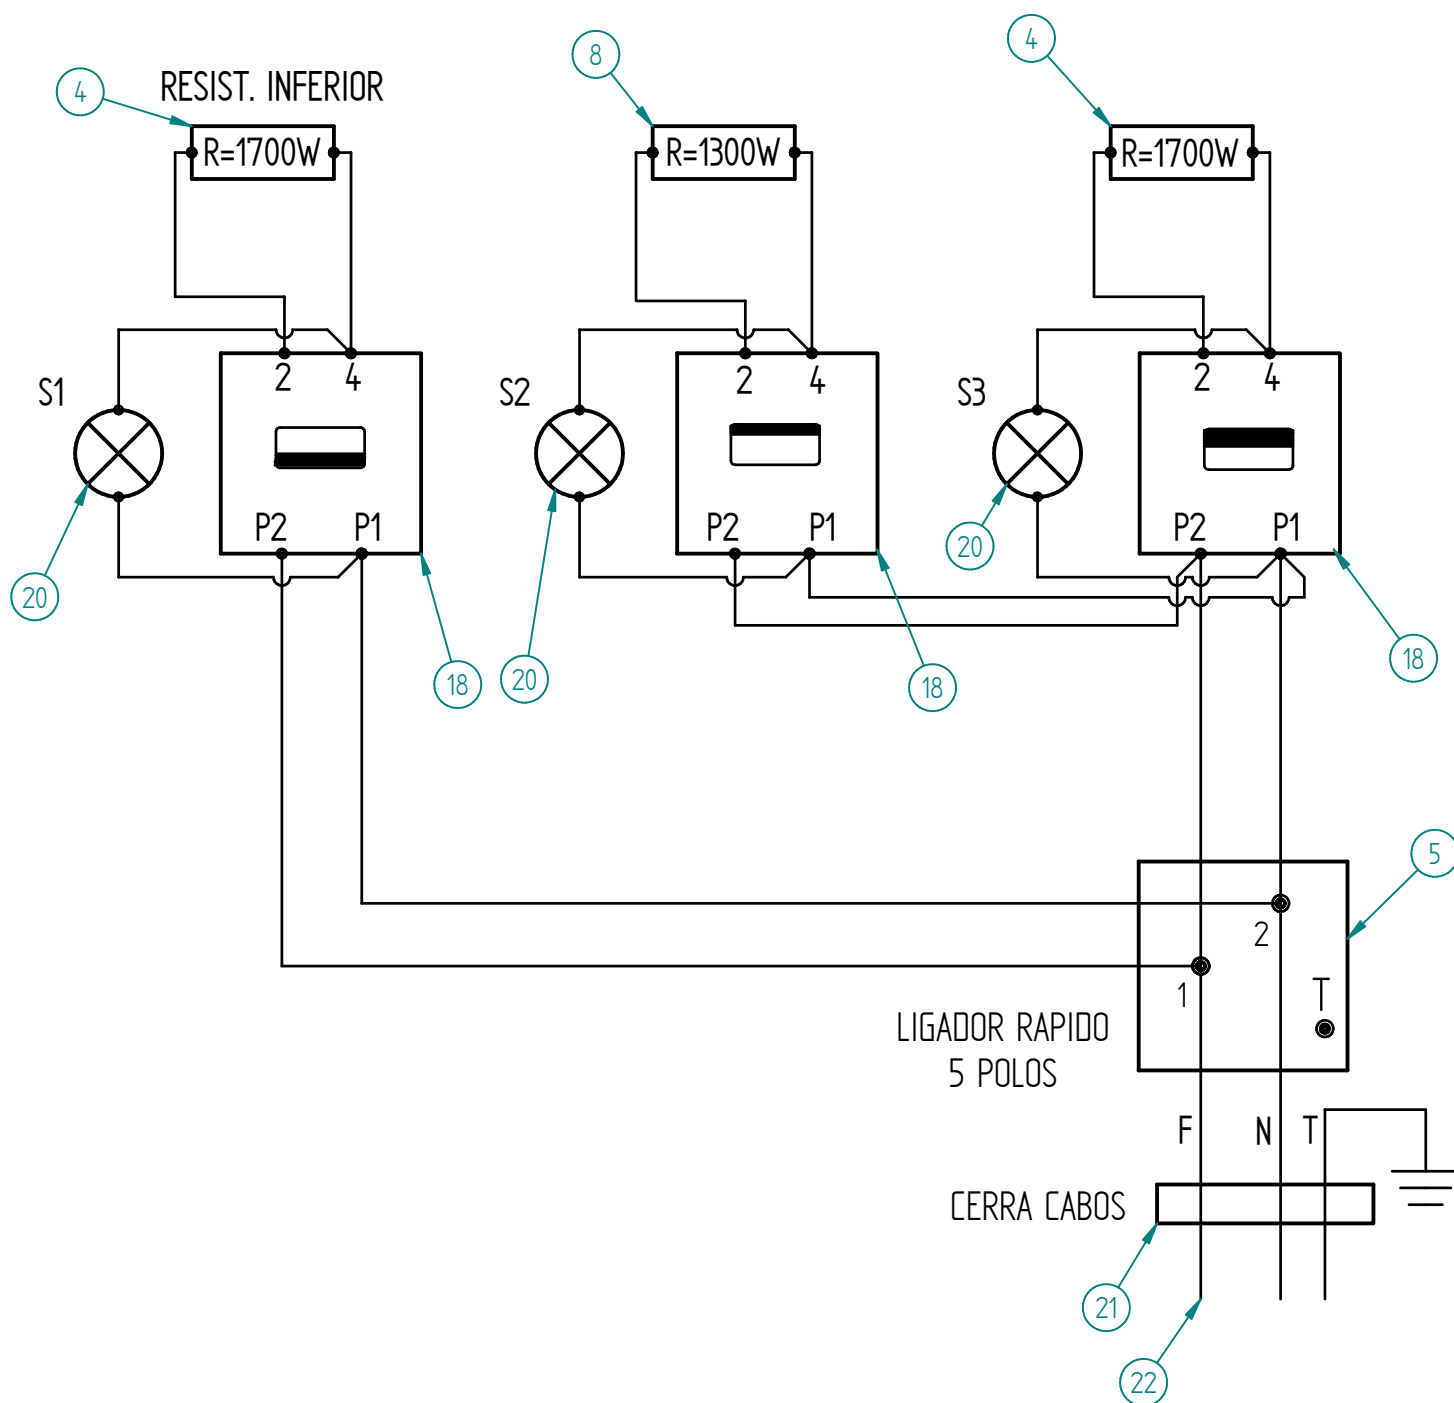 4
RESIST. INFERIOR
8
4
R=1700W
R=1300W
R=1700W
2 4
2 4
2 4
S1
S2
S3
P2 P1
P2 P1
P2 P1
20
20
20
18
18
18
5
2
1
T
LIGADOR RAPIDO
5 POLOS
F N T
CERRA CABOS
21
22